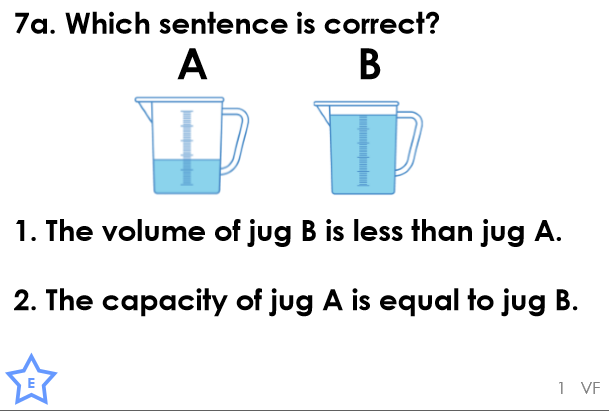 7a. Which sentence is correct?
A B
1. The volume of jug B is less than jug A.
2. The capacity of jug A is equal to jug B.
E
1 VF